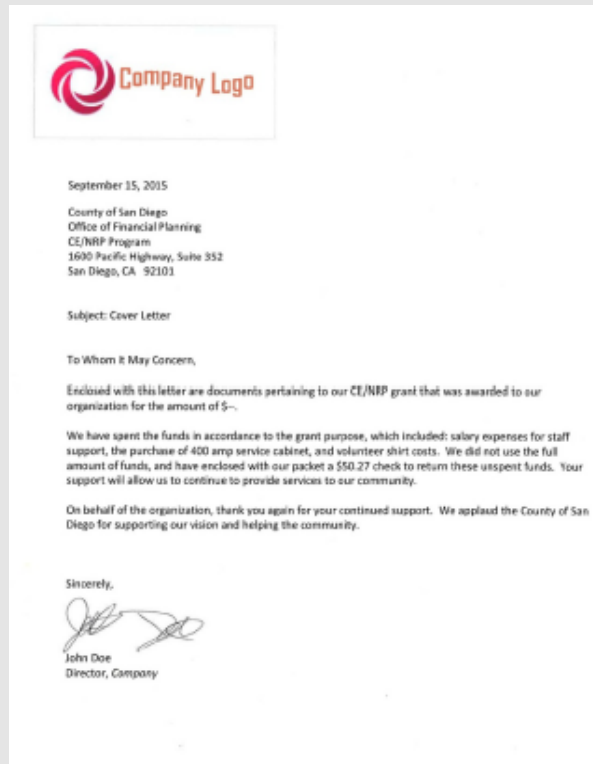 Company Logo
September 15, 2015
County of San Diego
Office of Financial Planning
CE/NRP Program
1600 Pacific Highway, Suite 352
San Diego, CA 92101
Subject: Cover Letter
To Whom It May Concern,
Enclosed with this letter are documents pertaining to our CE/NRP grant that was awarded to our
organization for the amount of $--.
We have spent the funds in accordance to the grant purpose, which included: salary expenses for staff
support, the purchase of 400 amp service cabinet, and volunteer shirt costs. We did not use the full
amount of funds, and have enclosed with our packet a $50.27 check to return these unspent funds. Your
support will allow us to continue to provide services to our community.
On behalf of the organization, thank you again for your continued support. We applaud the County of San
Diego for supporting our vision and helping the community.
Sincerely,
John Doe
Director, Company